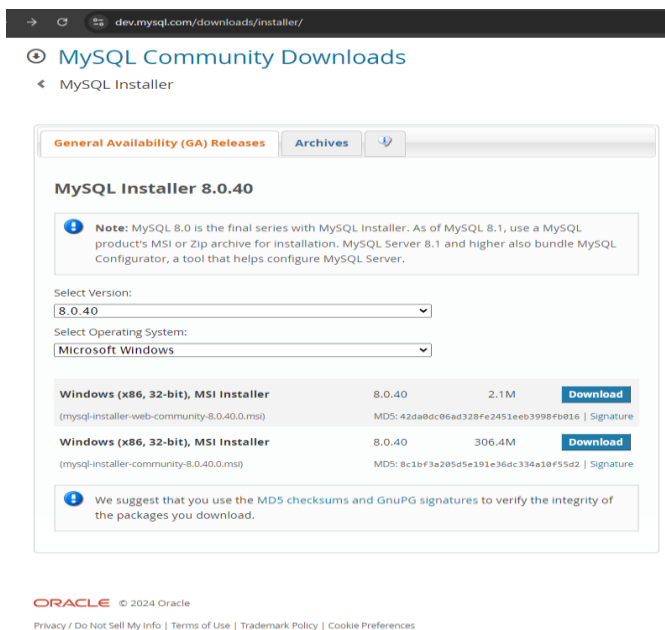 dev.mysql.com/downloads/installer/
MySQL Community Downloads
MySQL Installer
General Availability (GA) Releases
Archives
MySQL Installer 8.0.40
Note: MySQL 8.0 is the final series with MySQL Installer. As of MySQL 8.1, use a MySQL
product's MSI or Zip archive for installation. MySQL Server 8.1 and higher also bundle MySQL
Configurator, a tool that helps configure MySQL Server.
Select Version:
8.0.40
Select Operating System:
Microsoft Windows
Windows (x86, 32-bit), MSI Installer 8.0.40 2.1M Download
(mysql-installer-web-community-8.0.40.0.msi) MD5: 42da0dc06ad328fe2451eeb3998fb016 | Signature
Windows (x86, 32-bit), MSI Installer 8.0.40 306.4M Download
(mysql-installer-community-8.0.40.0.msi) MD5: 8c1bf3a205d5e191e36dc334a10f55d2 | Signature
We suggest that you use the MD5 checksums and GnuPG signatures to verify the integrity of
the packages you download.
ORACLE © 2024 Oracle
Privacy / Do Not Sell My Info | Terms of Use | Trademark Policy | Cookie Preferences